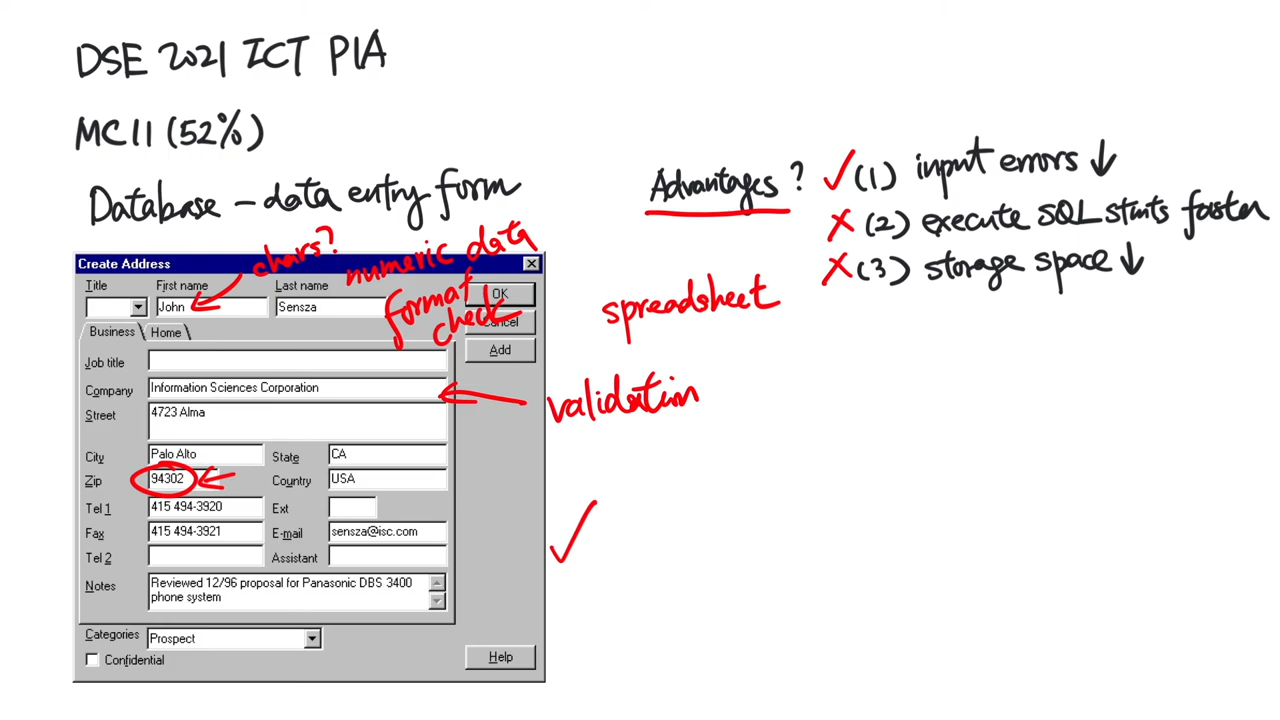 DSE 2021 ICT P1A
MC11 (52%)
Database - data entry form
Advantages ?
✓ (1) input errors ↓
✗ (2) execute SQL stmts faster
✗ (3) storage space ↓
chars?
numeric data
format
check
spreadsheet
validation
Create Address
Title First name Last name
John Sensza
OK
Cancel
Add
Business Home
Job title
Company Information Sciences Corporation
Street 4723 Alma
City Palo Alto State CA
Zip 94302 Country USA
Tel 1 415 494-3920 Ext
Fax 415 494-3921 E-mail sensza@isc.com
Tel 2 Assistant
Notes Reviewed 12/96 proposal for Panasonic DBS 3400
phone system
Categories Prospect
Confidential
Help